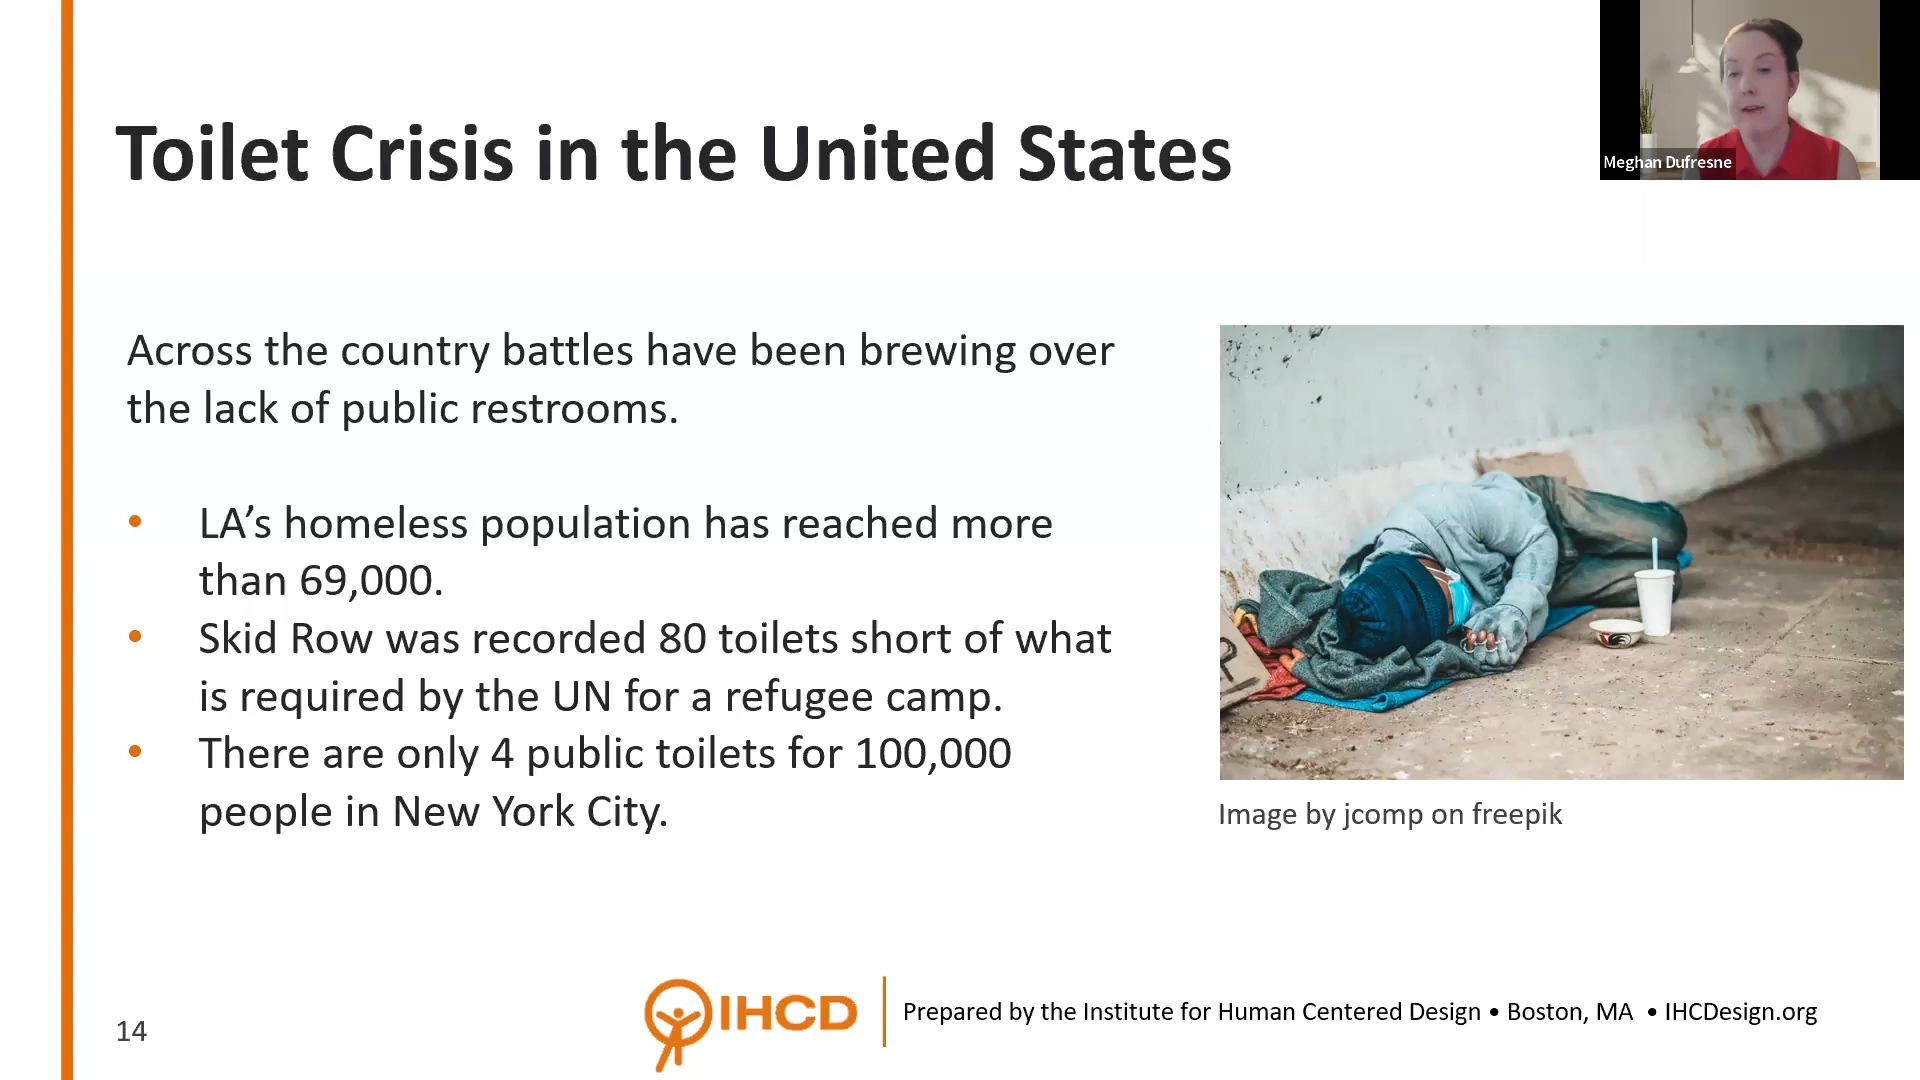 Toilet Crisis in the United States
Meghan Dufresne
Across the country battles have been brewing over
the lack of public restrooms.
• LA’s homeless population has reached more
than 69,000.
• Skid Row was recorded 80 toilets short of what
is required by the UN for a refugee camp.
• There are only 4 public toilets for 100,000
people in New York City.
Image by jcomp on freepik
14
IHCD
Prepared by the Institute for Human Centered Design • Boston, MA • IHCDesign.org